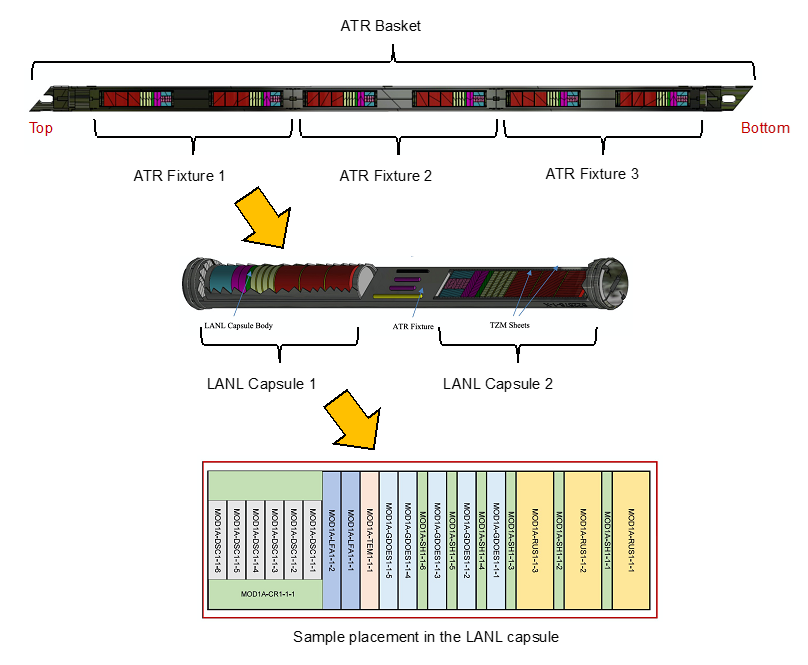 ATR Basket
Top
Bottom
ATR Fixture 1
ATR Fixture 2
ATR Fixture 3
LANL Capsule Body
ATR Fixture
TZM Sheets
LANL Capsule 1
LANL Capsule 2
MOD1A-DSC1-1-6
MOD1A-DSC1-1-5
MOD1A-DSC1-1-4
MOD1A-DSC1-1-3
MOD1A-DSC1-1-2
MOD1A-DSC1-1-1
MOD1A-CR1-1-1
MOD1A-LFA1-1-2
MOD1A-LFA1-1-1
MOD1A-TEM1-1-1
MOD1A-GDOES1-1-5
MOD1A-GDOES1-1-4
MOD1A-SH1-1-6
MOD1A-GDOES1-1-3
MOD1A-SH1-1-5
MOD1A-GDOES1-1-2
MOD1A-SH1-1-4
MOD1A-GDOES1-1-1
MOD1A-SH1-1-3
MOD1A-RUS1-1-3
MOD1A-SH1-1-2
MOD1A-RUS1-1-2
MOD1A-SH1-1-1
MOD1A-RUS1-1-1
Sample placement in the LANL capsule